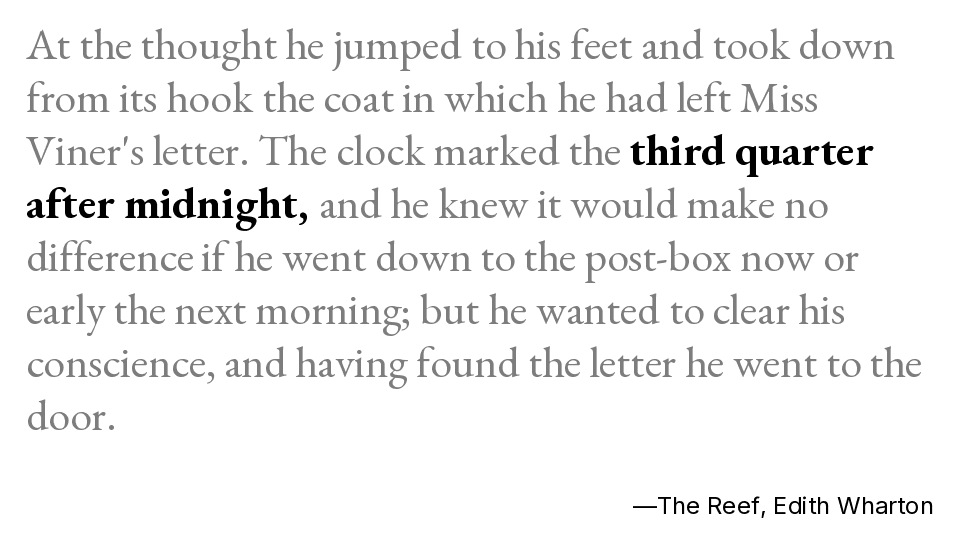 At the thought he jumped to his feet and took down
from its hook the coat in which he had left Miss
Viner's letter. The clock marked the third quarter
after midnight, and he knew it would make no
difference if he went down to the post-box now or
early the next morning; but he wanted to clear his
conscience, and having found the letter he went to the
door.
—The Reef, Edith Wharton